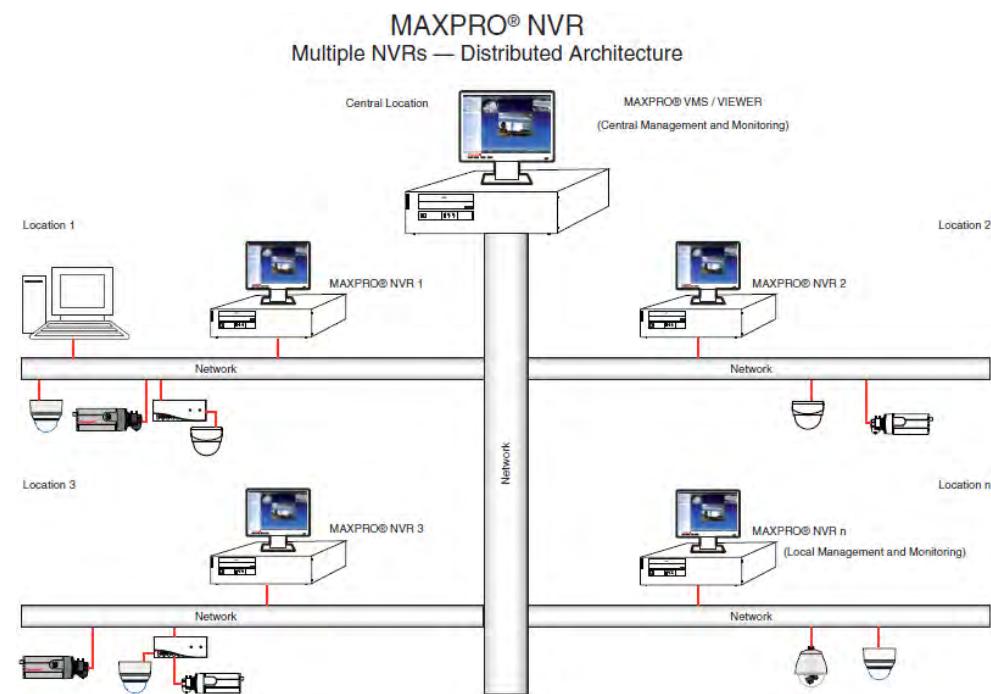 MAXPRO® NVR
Multiple NVRs — Distributed Architecture
Central Location
MAXPRO® VMS / VIEWER
(Central Management and Monitoring)
Location 1
Location 2
MAXPRO® NVR 1
MAXPRO® NVR 2
Network
Network
Network
Location 3
Location n
MAXPRO® NVR 3
MAXPRO® NVR n
(Local Management and Monitoring)
Network
Network